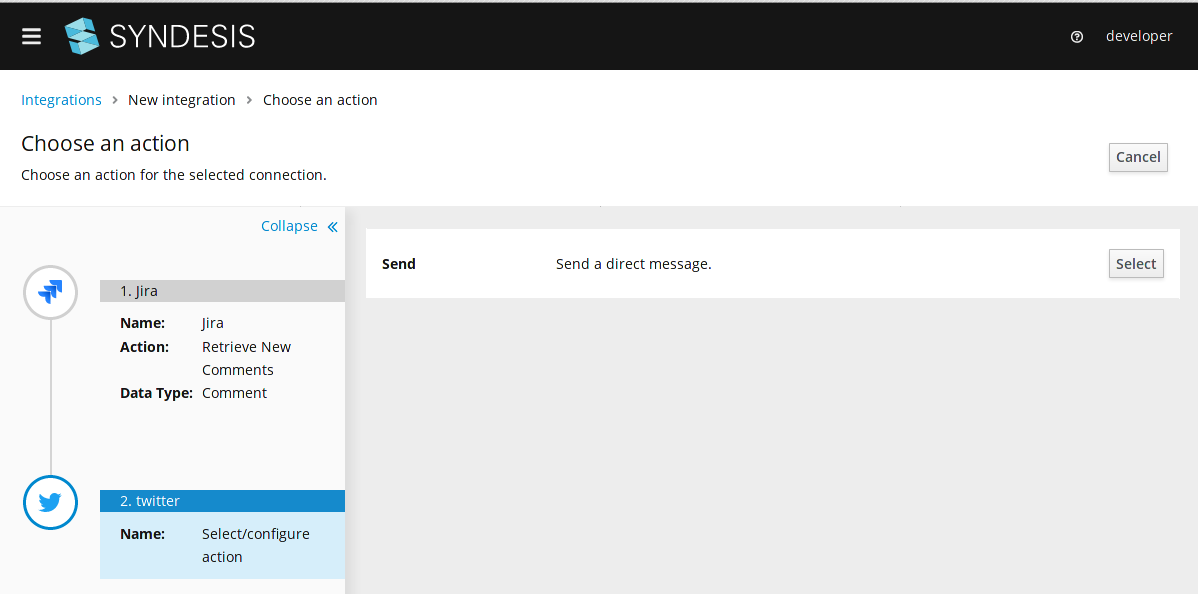 SYNDESIS
developer
Integrations > New integration > Choose an action
Choose an action
Choose an action for the selected connection.
Cancel
Collapse «
1. Jira
Name: Jira
Action: Retrieve New
Comments
Data Type: Comment
2. twitter
Name: Select/configure
action
Send Send a direct message. Select